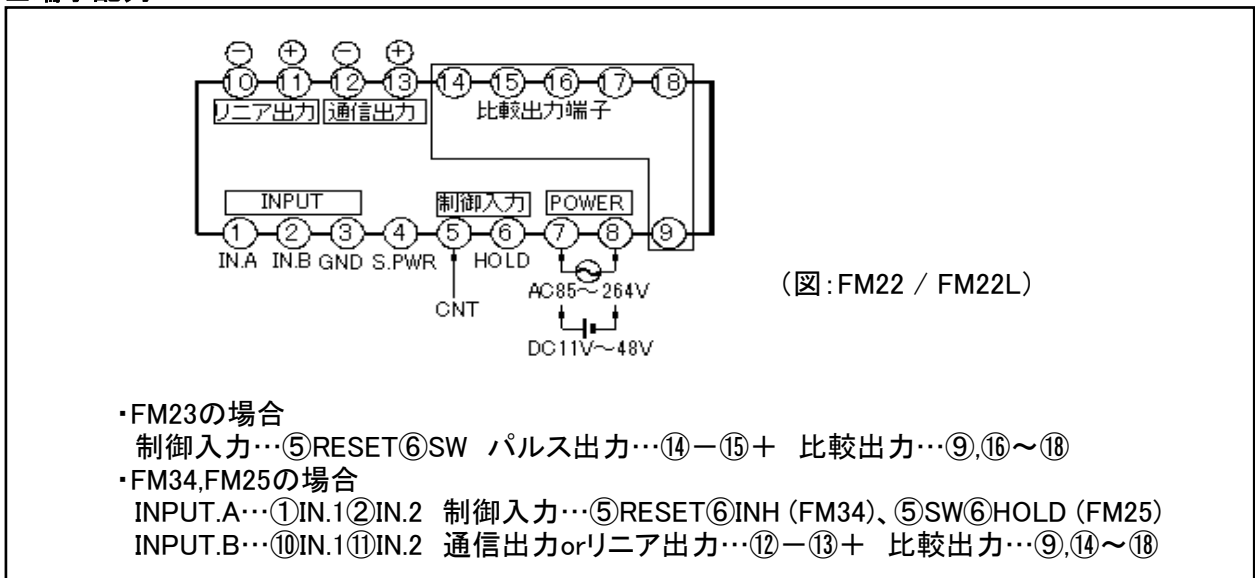 ⊖ ⊕ ⊖ ⊕
⑩ ⑪ ⑫ ⑬ ⑭ ⑮ ⑯ ⑰ ⑱
リニア出力 通信出力 比較出力端子
INPUT 制御入力 POWER
① ② ③ ④ ⑤ ⑥ ⑦ ⑧ ⑨
IN.A IN.B GND S.PWR HOLD
AC85～264V
CNT
DC11V～48V
(図:FM22 / FM22L)
・FM23の場合
制御入力…⑤RESET⑥SW パルス出力…⑭－⑮＋ 比較出力…⑨,⑯～⑱
・FM34,FM25の場合
INPUT.A…①IN.1②IN.2 制御入力…⑤RESET⑥INH (FM34)、⑤SW⑥HOLD (FM25)
INPUT.B…⑩IN.1⑪IN.2 通信出力orリニア出力…⑫－⑬＋ 比較出力…⑨,⑭～⑱